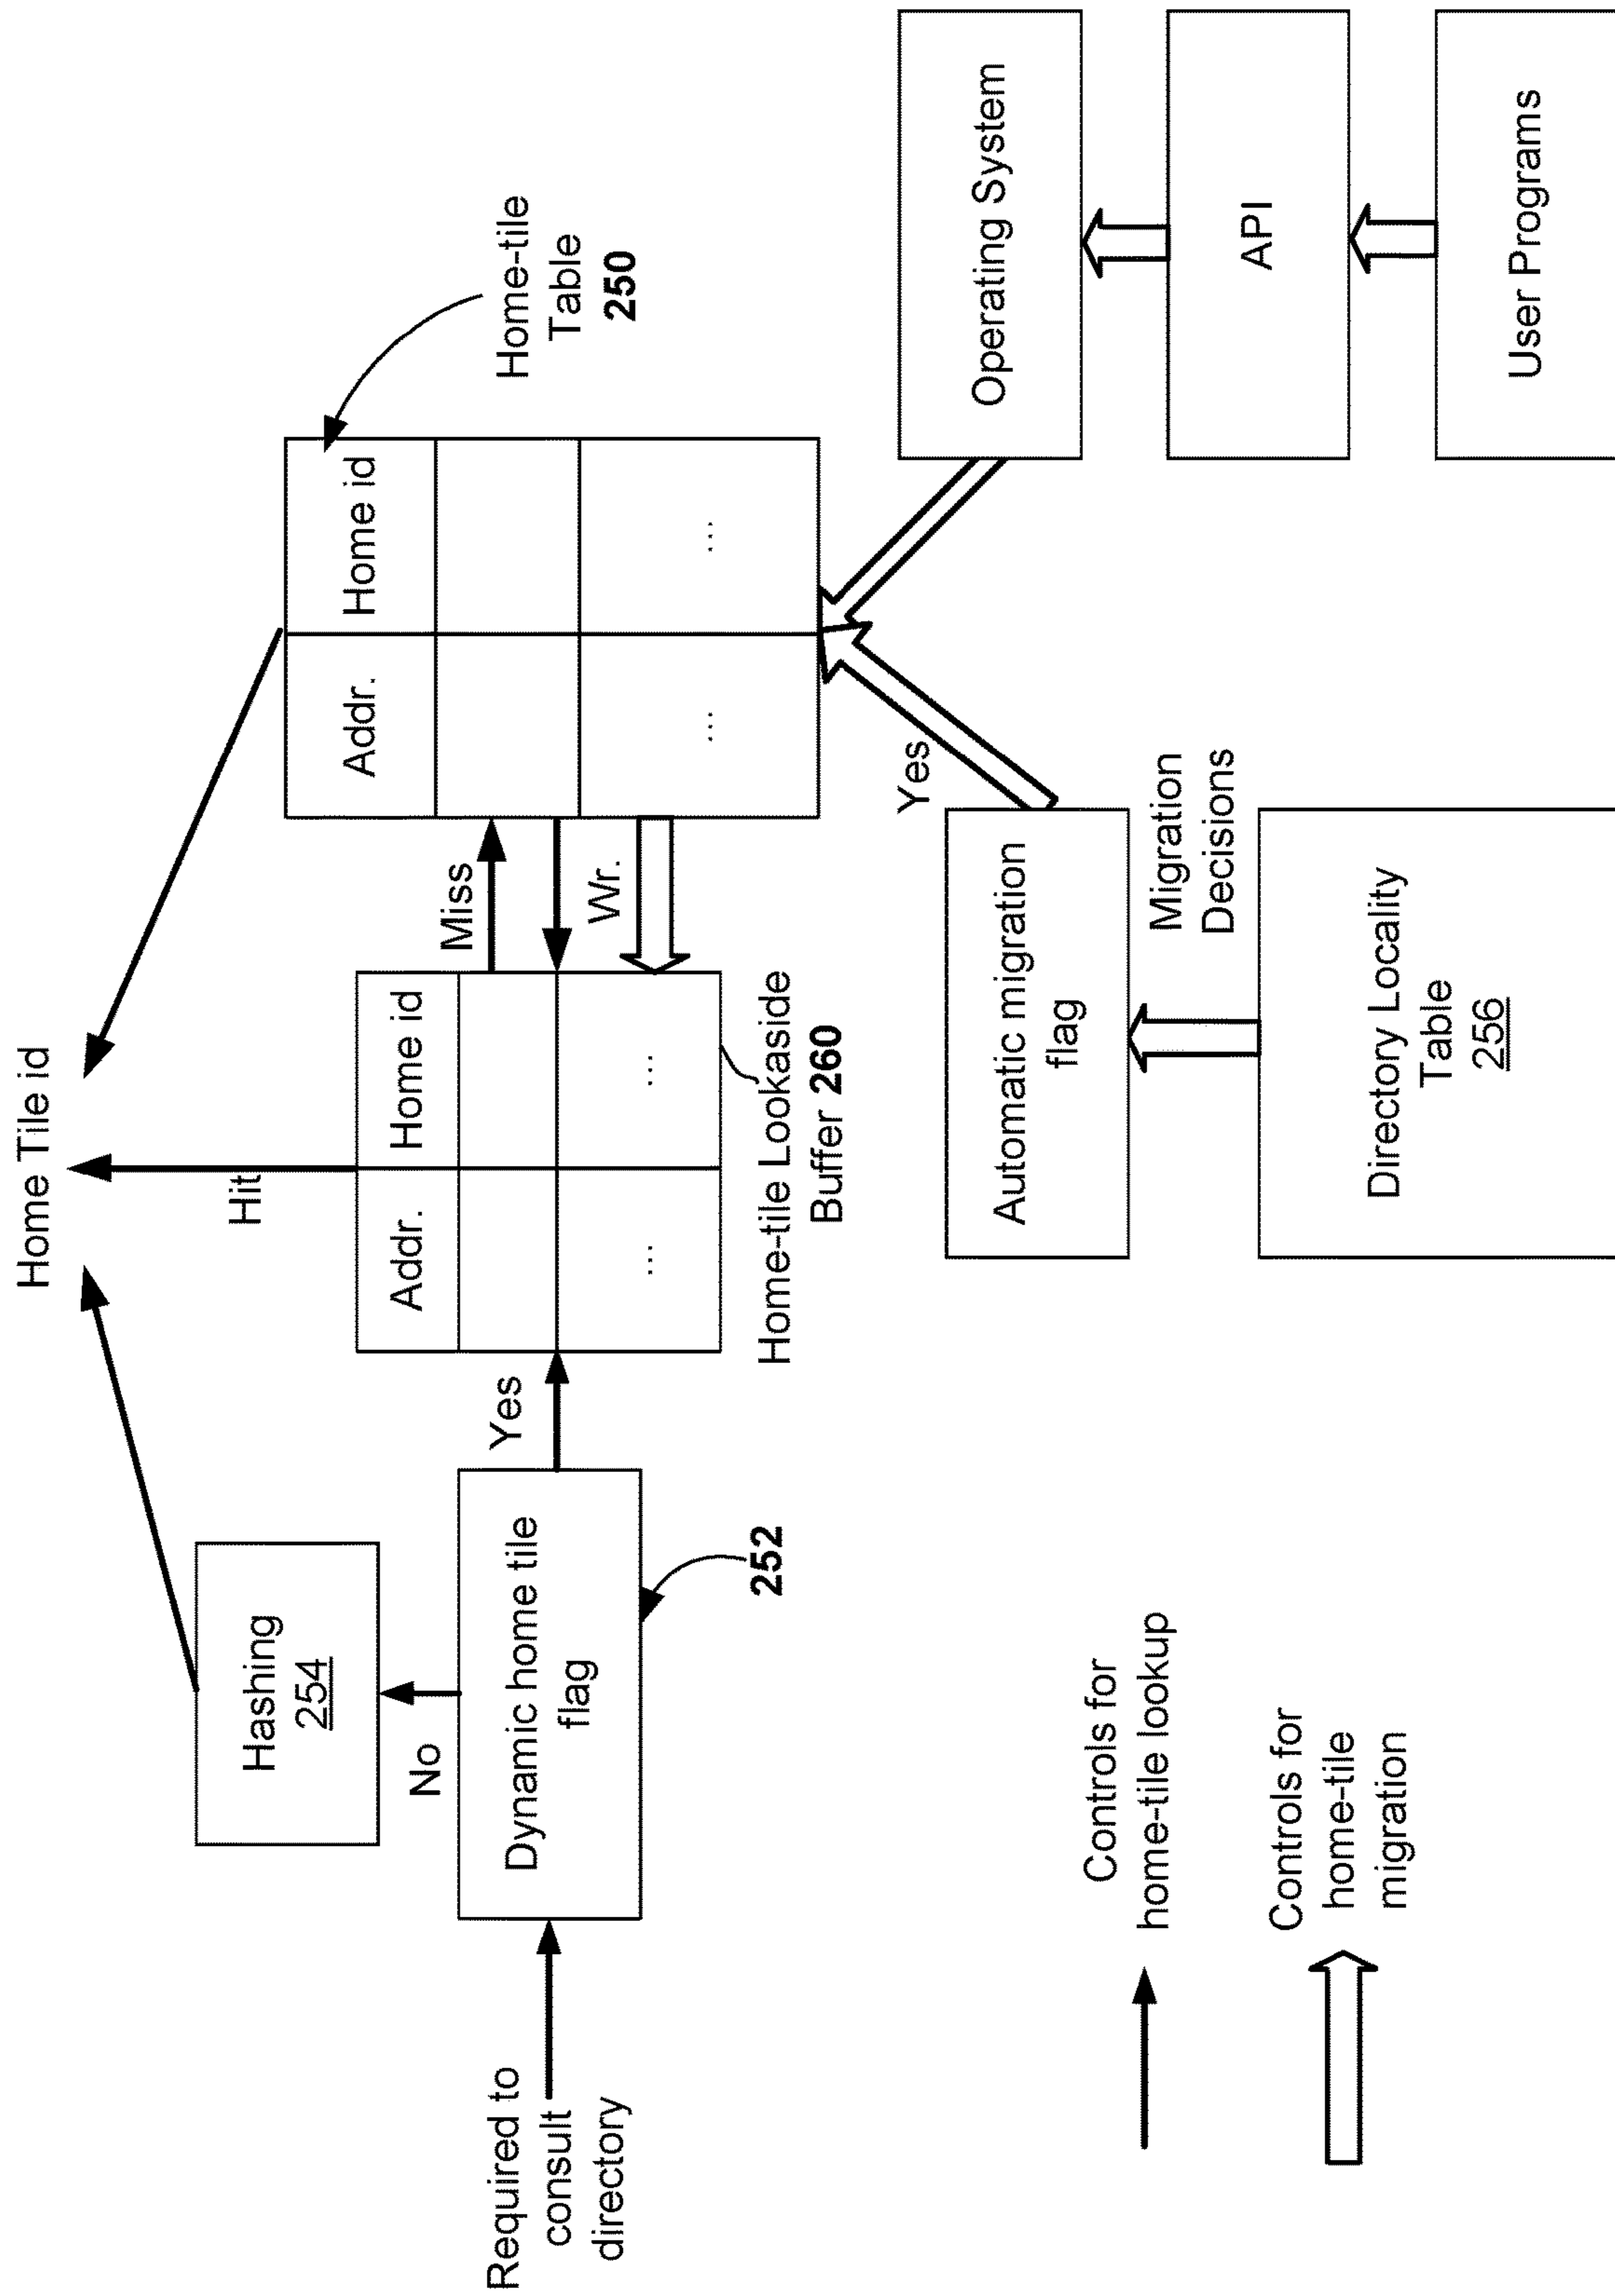 Home Tile id
Hashing
254
No
Hit
Required to
consult
directory
Dynamic home tile
flag
252
Yes
Addr.
Home id
...
...
Home-tile Lookaside
Buffer 260
Miss
Wr.
Addr.
Home id
...
...
Home-tile
Table
250
Yes
Automatic migration
flag
Migration
Decisions
Directory Locality
Table
256
Operating System
API
User Programs
Controls for
home-tile lookup
Controls for
home-tile
migration